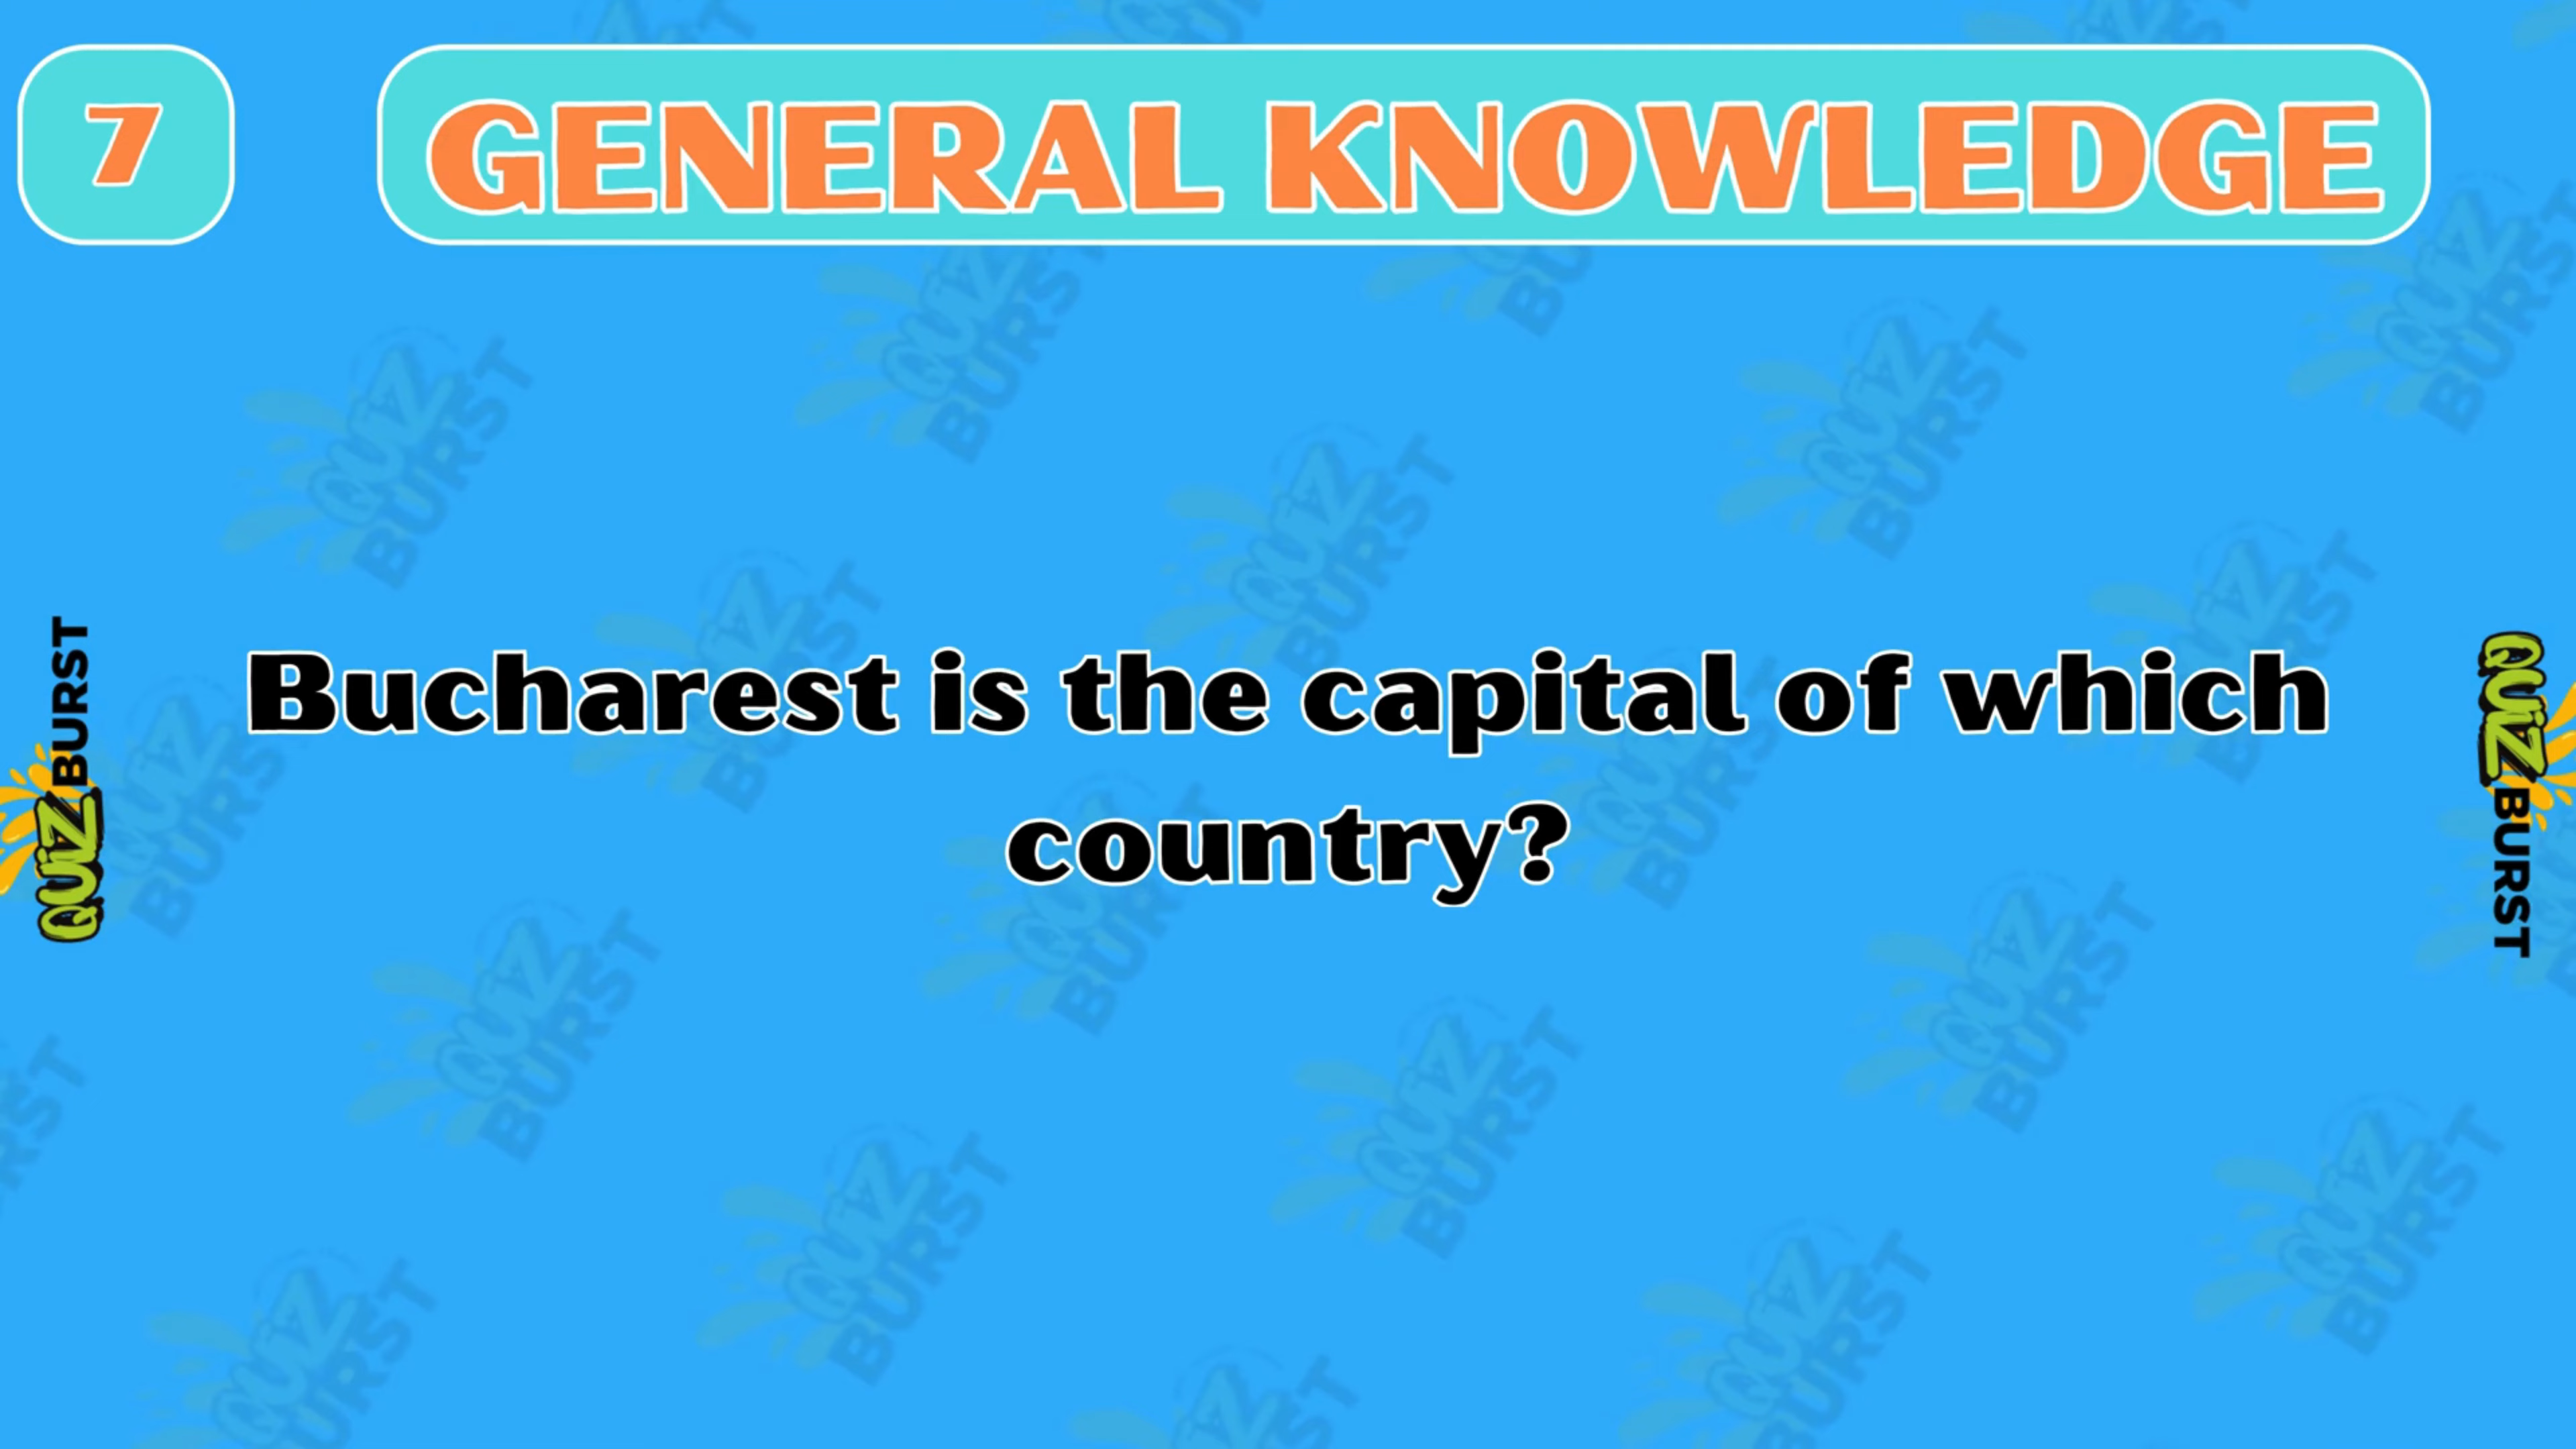 7
GENERAL KNOWLEDGE
Bucharest is the capital of which
country?
QUIZ BURST
QUIZ BURST